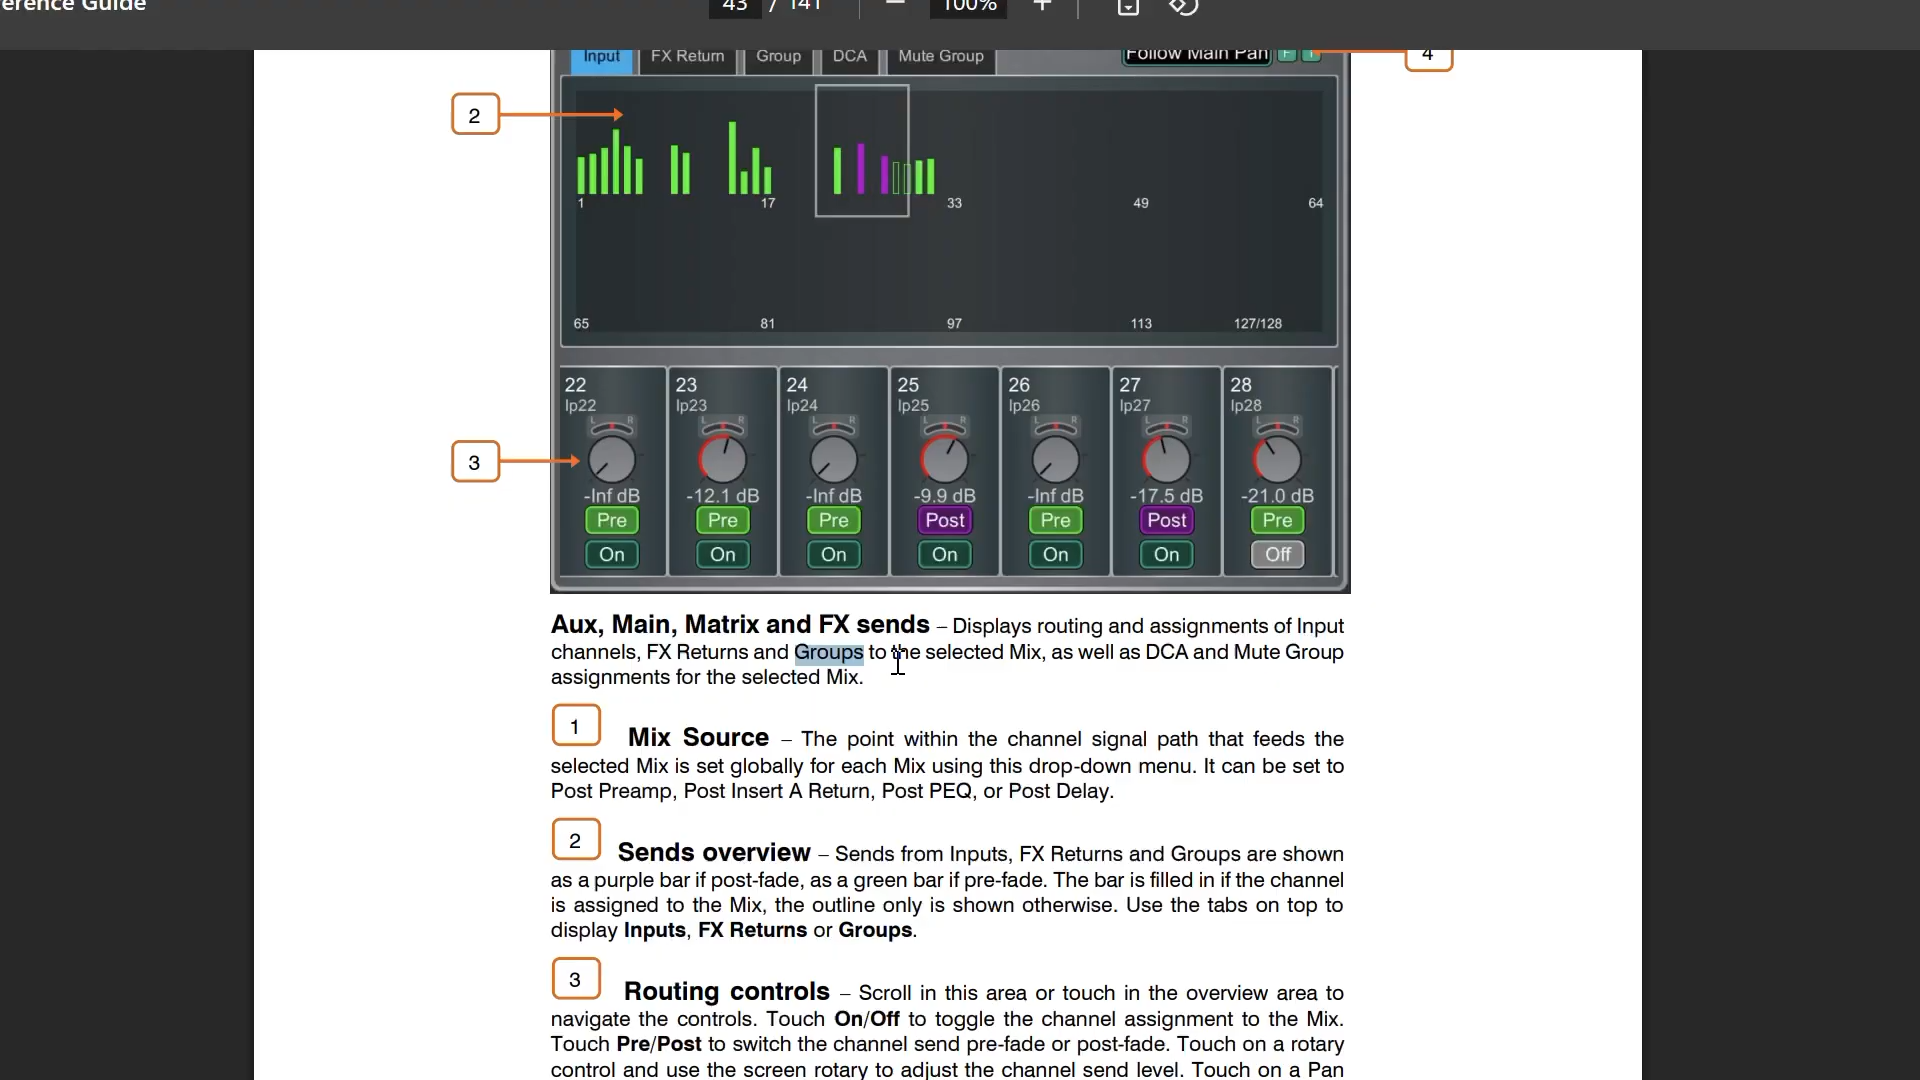 erence Guide
43 / 141
100%
Input
FX Return
Group
DCA
Mute Group
Follow Main Pan
P
T
4
2
1
17
33
49
64
65
81
97
113
127/128
22
23
24
25
26
27
28
Ip22
Ip23
Ip24
Ip25
Ip26
Ip27
Ip28
L R
L R
L R
L R
L R
L R
L R
3
-Inf dB
-12.1 dB
-Inf dB
-9.9 dB
-Inf dB
-17.5 dB
-21.0 dB
Pre
Pre
Pre
Post
Pre
Post
Pre
On
On
On
On
On
On
Off
Aux, Main, Matrix and FX sends – Displays routing and assignments of Input
channels, FX Returns and Groups to the selected Mix, as well as DCA and Mute Group
assignments for the selected Mix.
1
Mix Source – The point within the channel signal path that feeds the
selected Mix is set globally for each Mix using this drop-down menu. It can be set to
Post Preamp, Post Insert A Return, Post PEQ, or Post Delay.
2
Sends overview – Sends from Inputs, FX Returns and Groups are shown
as a purple bar if post-fade, as a green bar if pre-fade. The bar is filled in if the channel
is assigned to the Mix, the outline only is shown otherwise. Use the tabs on top to
display Inputs, FX Returns or Groups.
3
Routing controls – Scroll in this area or touch in the overview area to
navigate the controls. Touch On/Off to toggle the channel assignment to the Mix.
Touch Pre/Post to switch the channel send pre-fade or post-fade. Touch on a rotary
control and use the screen rotary to adjust the channel send level. Touch on a Pan